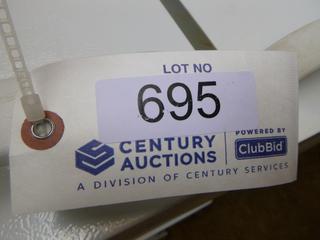 LOT NO
695
CENTURY
AUCTIONS
POWERED BY
ClubBid
A DIVISION OF CENTURY SERVICES